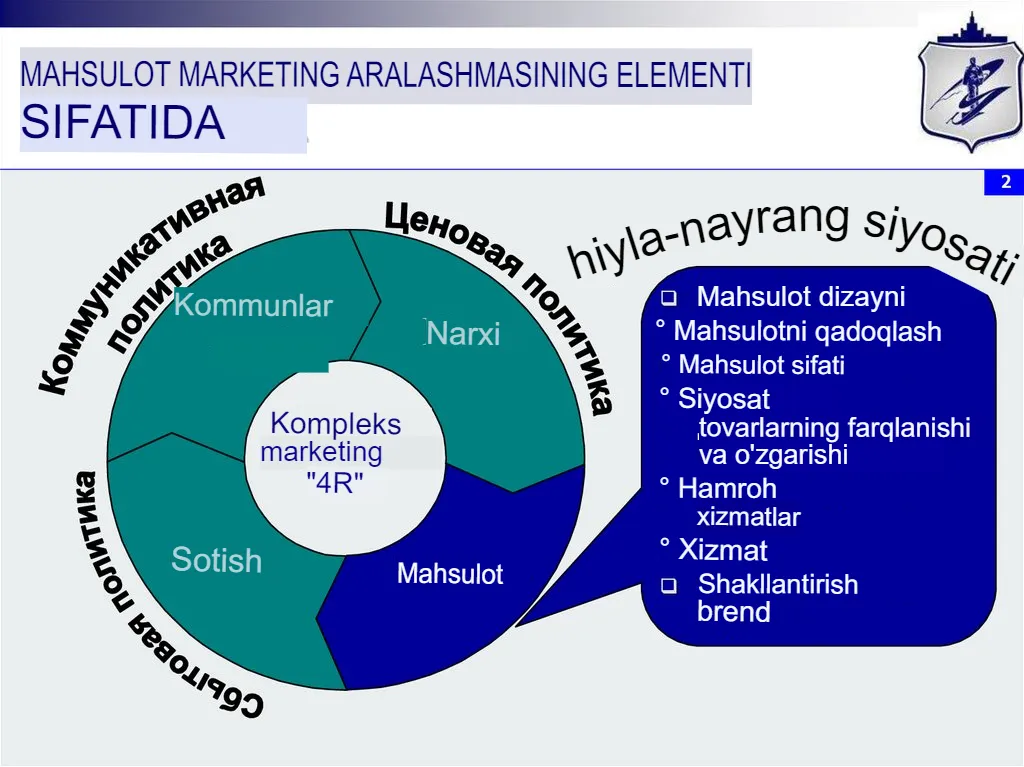 MAHSULOT MARKETING ARALASHMASINING ELEMENTI
SIFATIDA
2
Коммуникативная
политика
Ценовая политика
hiyla-nayrang siyosati
Kommunlar
Narxi
Kompleks
marketing
"4R"
Sotish
Mahsulot
Сбытовая политика
❑ Mahsulot dizayni
° Mahsulotni qadoqlash
° Mahsulot sifati
° Siyosat
tovarlarning farqlanishi
va o'zgarishi
° Hamroh
xizmatlar
° Xizmat
❑ Shakllantirish
brend